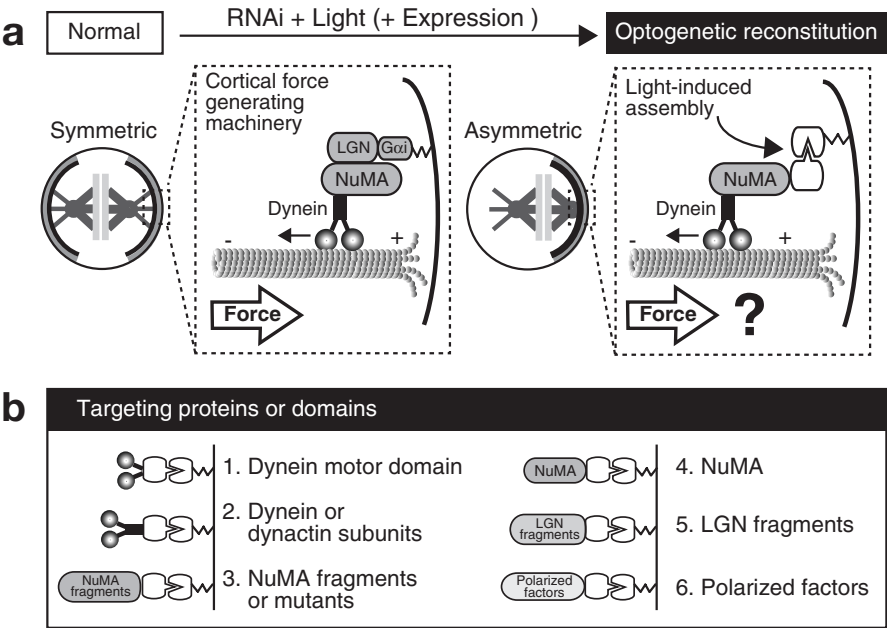 a
Normal
RNAi + Light (+ Expression )
Optogenetic reconstitution
Symmetric
Cortical force
generating
machinery
LGN
Gαi
NuMA
Dynein
-
+
Force
Asymmetric
Light-induced
assembly
NuMA
Dynein
-
+
Force
?
b
Targeting proteins or domains
1. Dynein motor domain
2. Dynein or
dynactin subunits
NuMA
fragments
3. NuMA fragments
or mutants
NuMA
4. NuMA
LGN
fragments
5. LGN fragments
Polarized
factors
6. Polarized factors